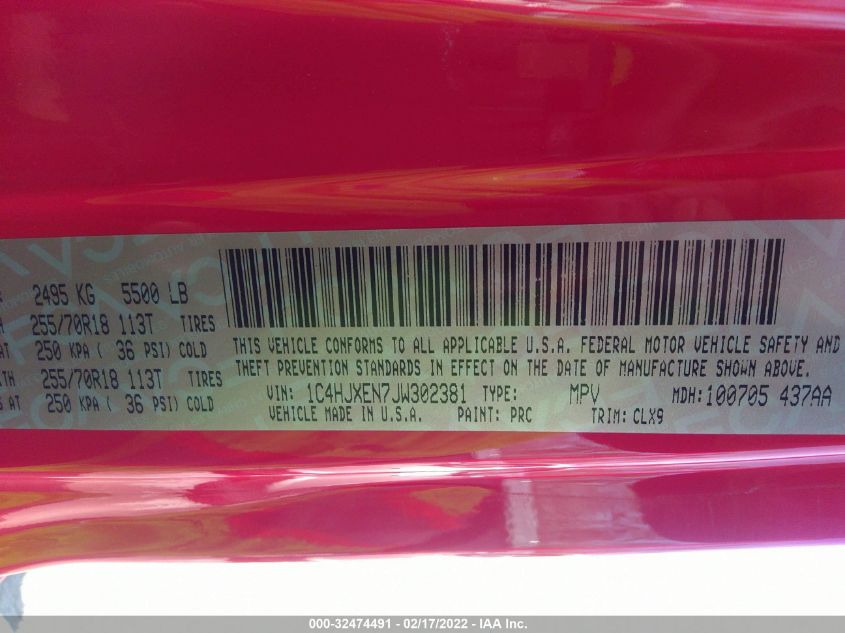 2495 KG 5500 LB
255/70R18 113T TIRES
AT 250 KPA ( 36 PSI) COLD
TH 255/70R18 113T TIRES
S AT 250 KPA ( 36 PSI) COLD
THIS VEHICLE CONFORMS TO ALL APPLICABLE U.S.A. FEDERAL MOTOR VEHICLE SAFETY AND
THEFT PREVENTION STANDARDS IN EFFECT ON THE DATE OF MANUFACTURE SHOWN ABOVE.
VIN: 1C4HJXEN7JW302381 TYPE: MPV MDH:100705 437AA
VEHICLE MADE IN U.S.A. PAINT: PRC TRIM: CLX9
000-32474491 - 02/17/2022 - IAA Inc.